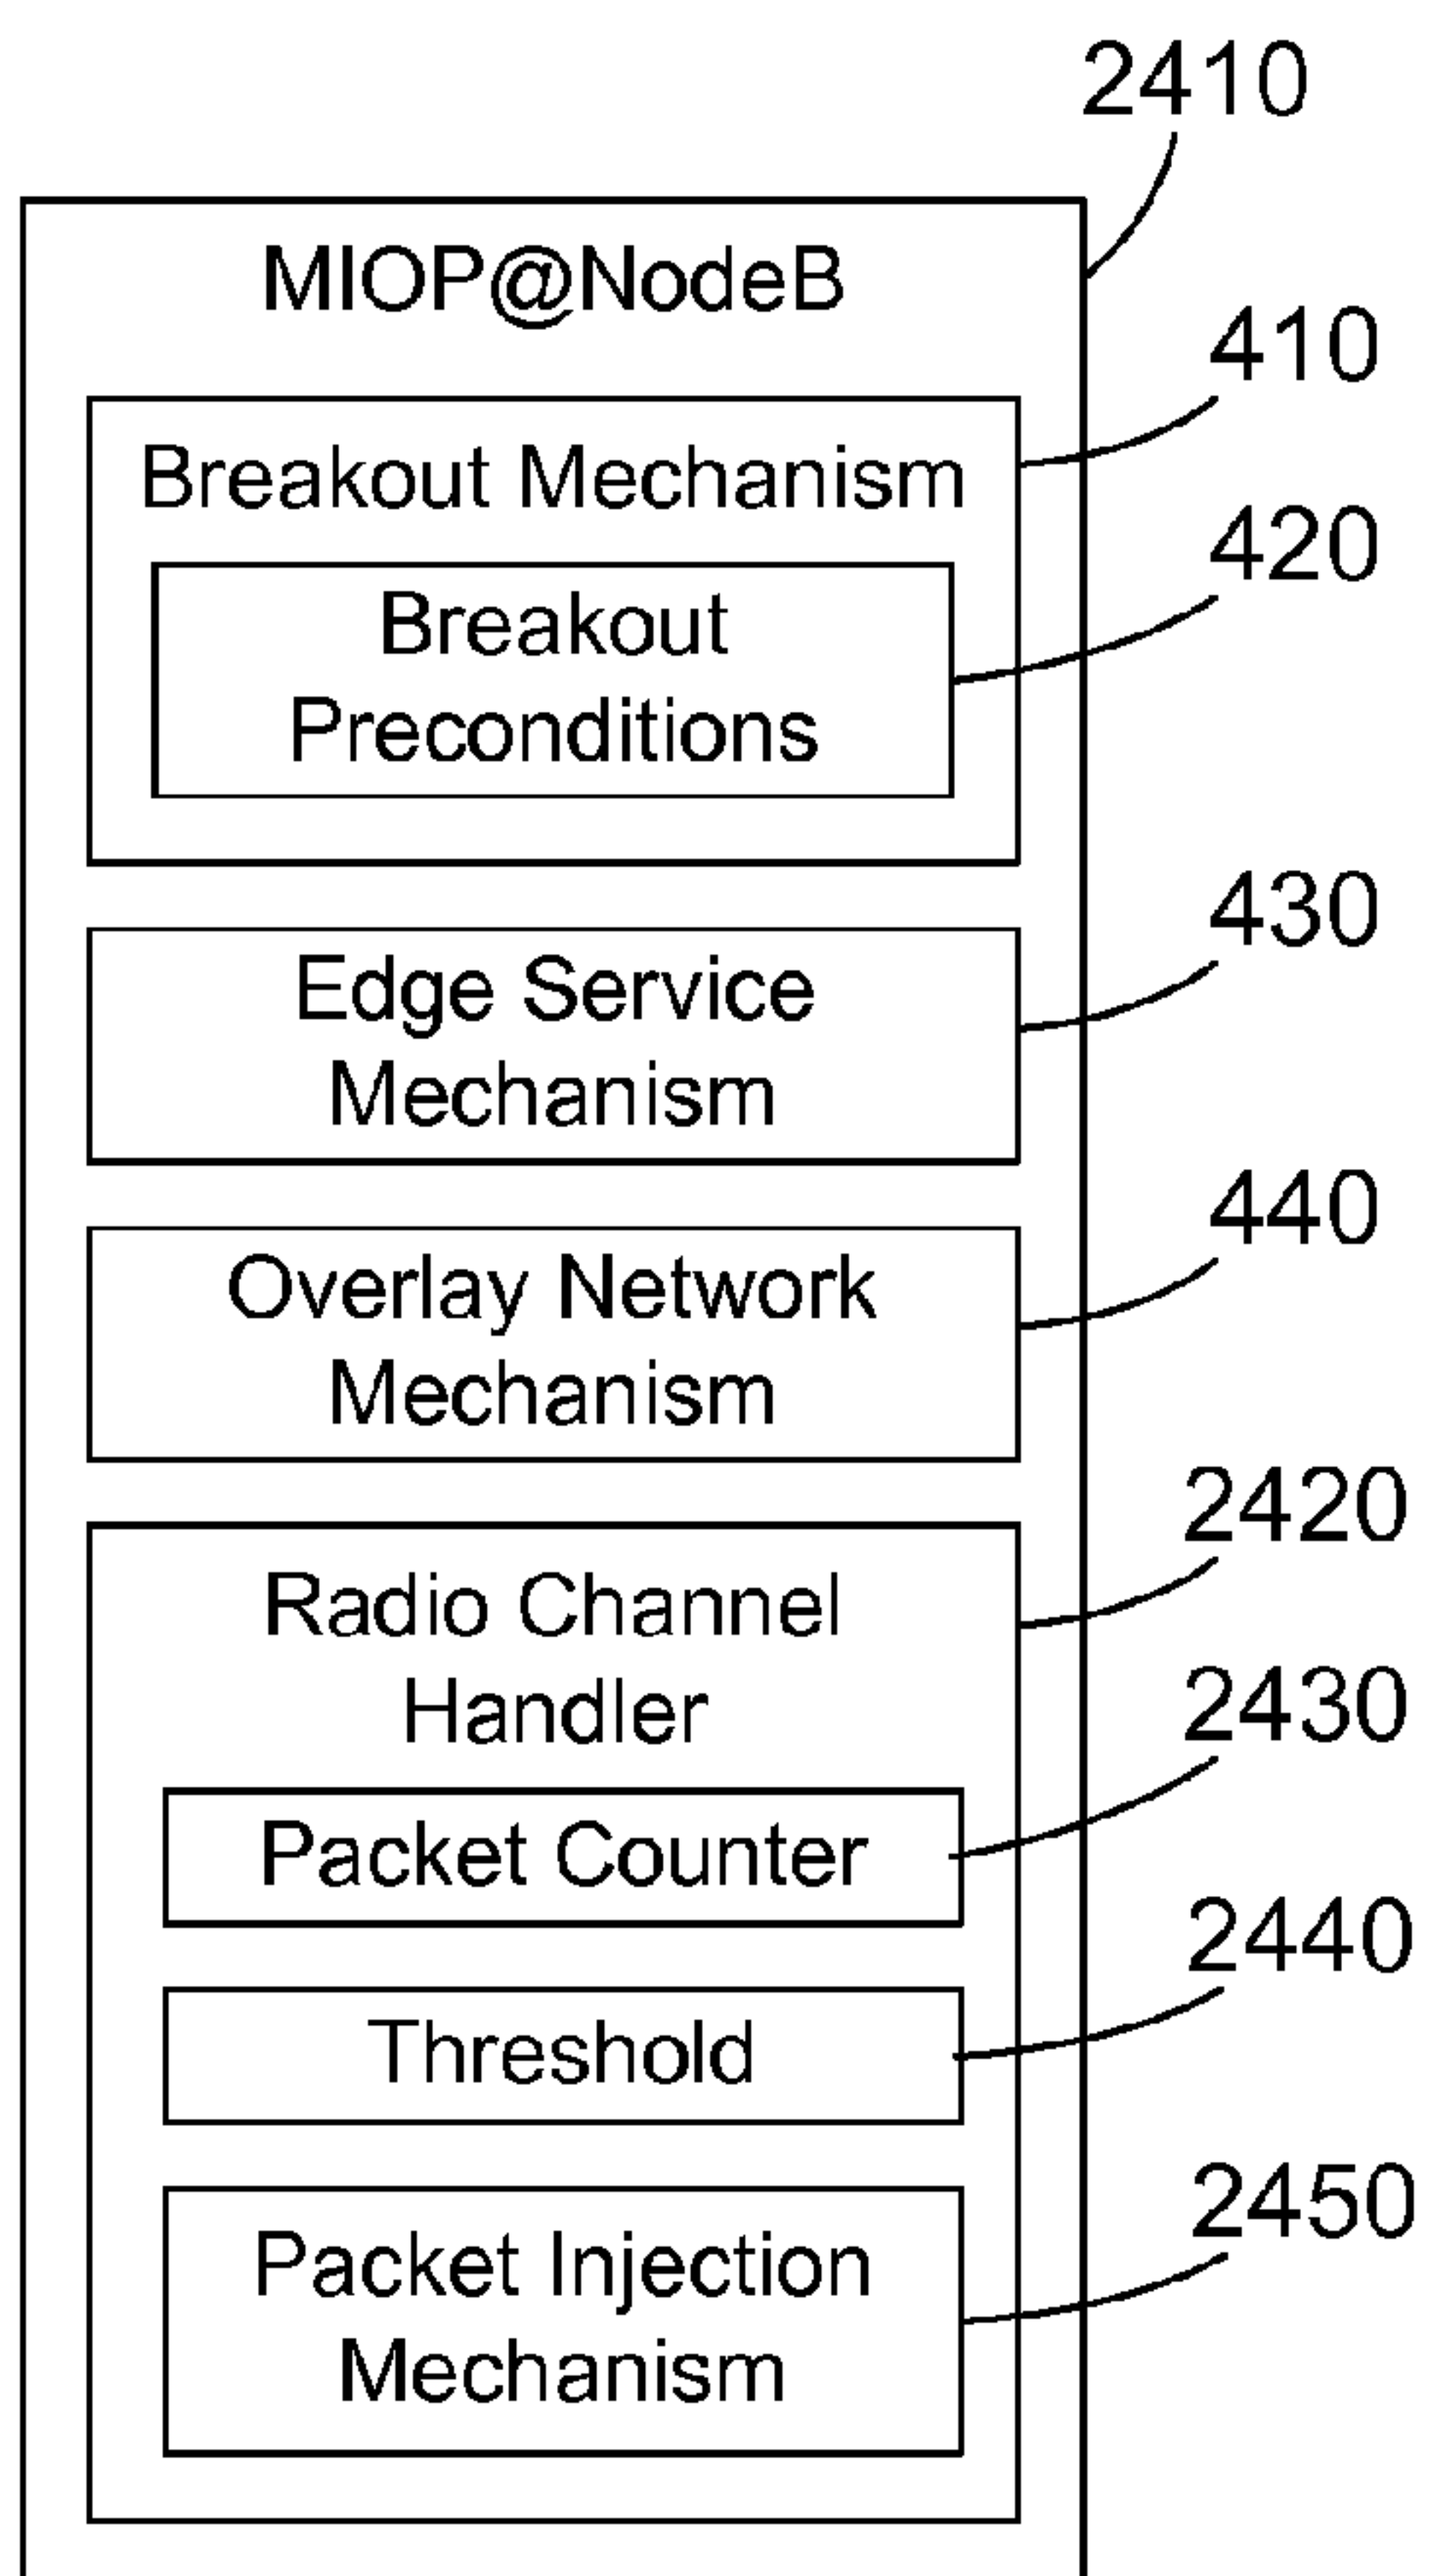 2410
MIOP@NodeB
410
Breakout Mechanism
420
Breakout
Preconditions
430
Edge Service
Mechanism
440
Overlay Network
Mechanism
2420
Radio Channel
Handler
2430
Packet Counter
2440
Threshold
2450
Packet Injection
Mechanism